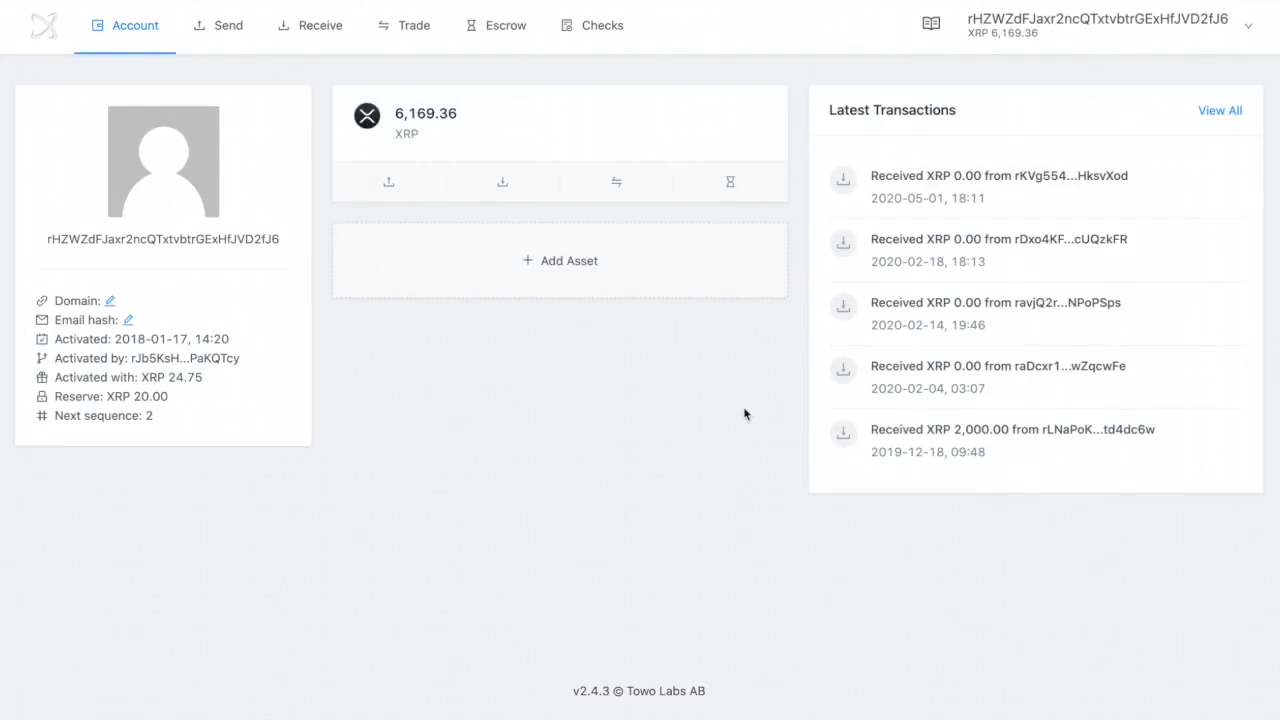 Account
Send
Receive
Trade
Escrow
Checks
rHZWZdFJaxr2ncQTxtvbtrGExHfJVD2fJ6
XRP 6,169.36
rHZWZdFJaxr2ncQTxtvbtrGExHfJVD2fJ6
Domain:
Email hash:
Activated: 2018-01-17, 14:20
Activated by: rJb5KsH...PaKQTcy
Activated with: XRP 24.75
Reserve: XRP 20.00
Next sequence: 2
6,169.36
XRP
+ Add Asset
Latest Transactions
View All
Received XRP 0.00 from rKVg554...HksvXod
2020-05-01, 18:11
Received XRP 0.00 from rDxo4KF...cUQzkFR
2020-02-18, 18:13
Received XRP 0.00 from ravjQ2r...NPoPSps
2020-02-14, 19:46
Received XRP 0.00 from raDcxr1...wZqcwFe
2020-02-04, 03:07
Received XRP 2,000.00 from rLNaPoK...td4dc6w
2019-12-18, 09:48
v2.4.3 © Towo Labs AB